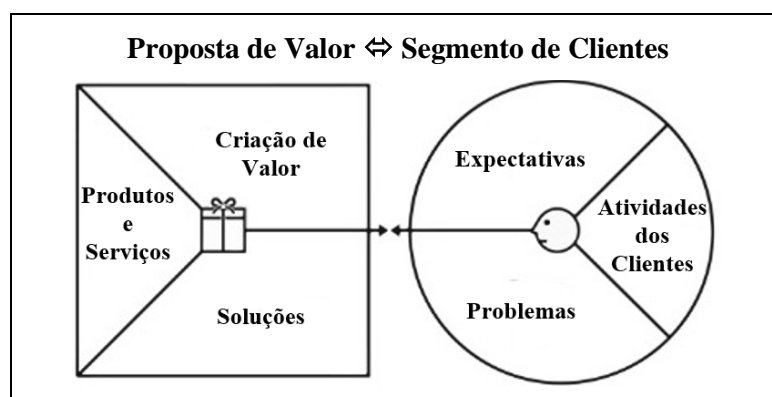 Proposta de Valor ⇔ Segmento de Clientes
Criação de
Valor
Produtos
e
Serviços
Soluções
Expectativas
Atividades
dos
Clientes
Problemas